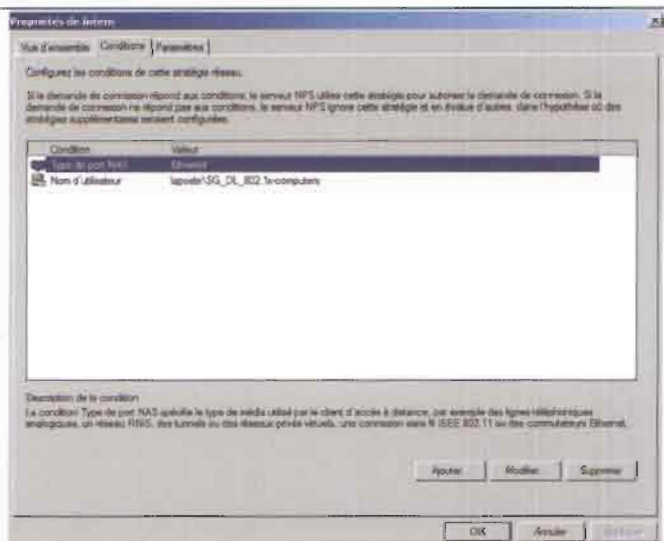 Propriétés de Intern
Vue d'ensemble Conditions Paramètres
Configurez les conditions de cette stratégie réseau.
Si la demande de connexion répond aux conditions, le serveur NPS utilise cette stratégie pour autoriser la demande de connexion. Si la
demande de connexion ne répond pas aux conditions, le serveur NPS ignore cette stratégie et en évalue d'autres, dans l'hypothèse où des
stratégies supplémentaires seraient configurées.
Condition Valeur
Type de port NAS Ethernet
Nom d'utilisateur laposte\SG_DL_802.1x-computers
Description de la condition
La condition Type de port NAS spécifie le type de média utilisé par le client d'accès à distance, par exemple des lignes téléphoniques
analogiques, un réseau RNIS, des tunnels ou des réseaux privés virtuels, une connexion sans fil IEEE 802.11 ou des commutateurs Ethernet.
Ajouter... Modifier... Supprimer
OK Annuler